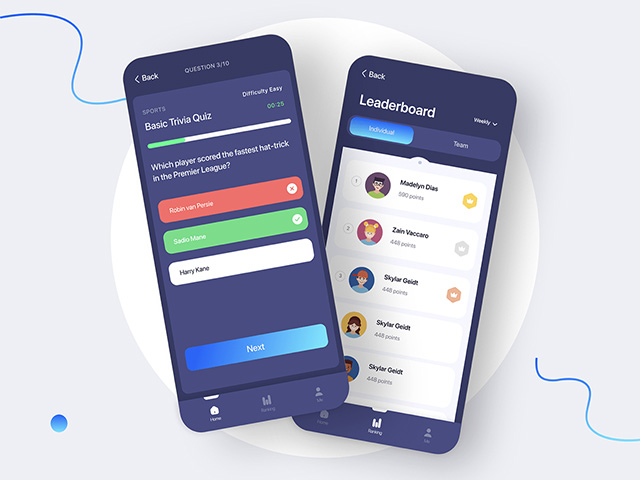 Back
QUESTION 3/10
SPORTS
Difficulty Easy
Basic Trivia Quiz
00:25
Which player scored the fastest hat-trick
in the Premier League?
Robin van Persie
Sadio Mane
Harry Kane
Next
Home
Ranking
Me
Back
Leaderboard
Weekly
Individual
Team
1
Madelyn Dias
590 points
2
Zain Vaccaro
448 points
3
Skylar Geidt
448 points
Skylar Geidt
448 points
Skylar Geidt
448 points
Ranking
Me